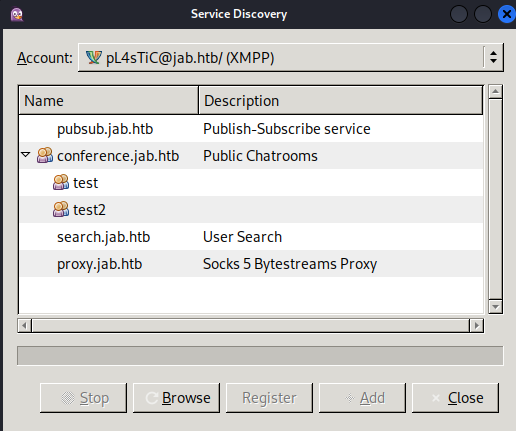 Service Discovery
Account: pL4sTiC@jab.htb/ (XMPP)
Name Description
pubsub.jab.htb Publish-Subscribe service
conference.jab.htb Public Chatrooms
test
test2
search.jab.htb User Search
proxy.jab.htb Socks 5 Bytestreams Proxy
Stop Browse Register Add Close